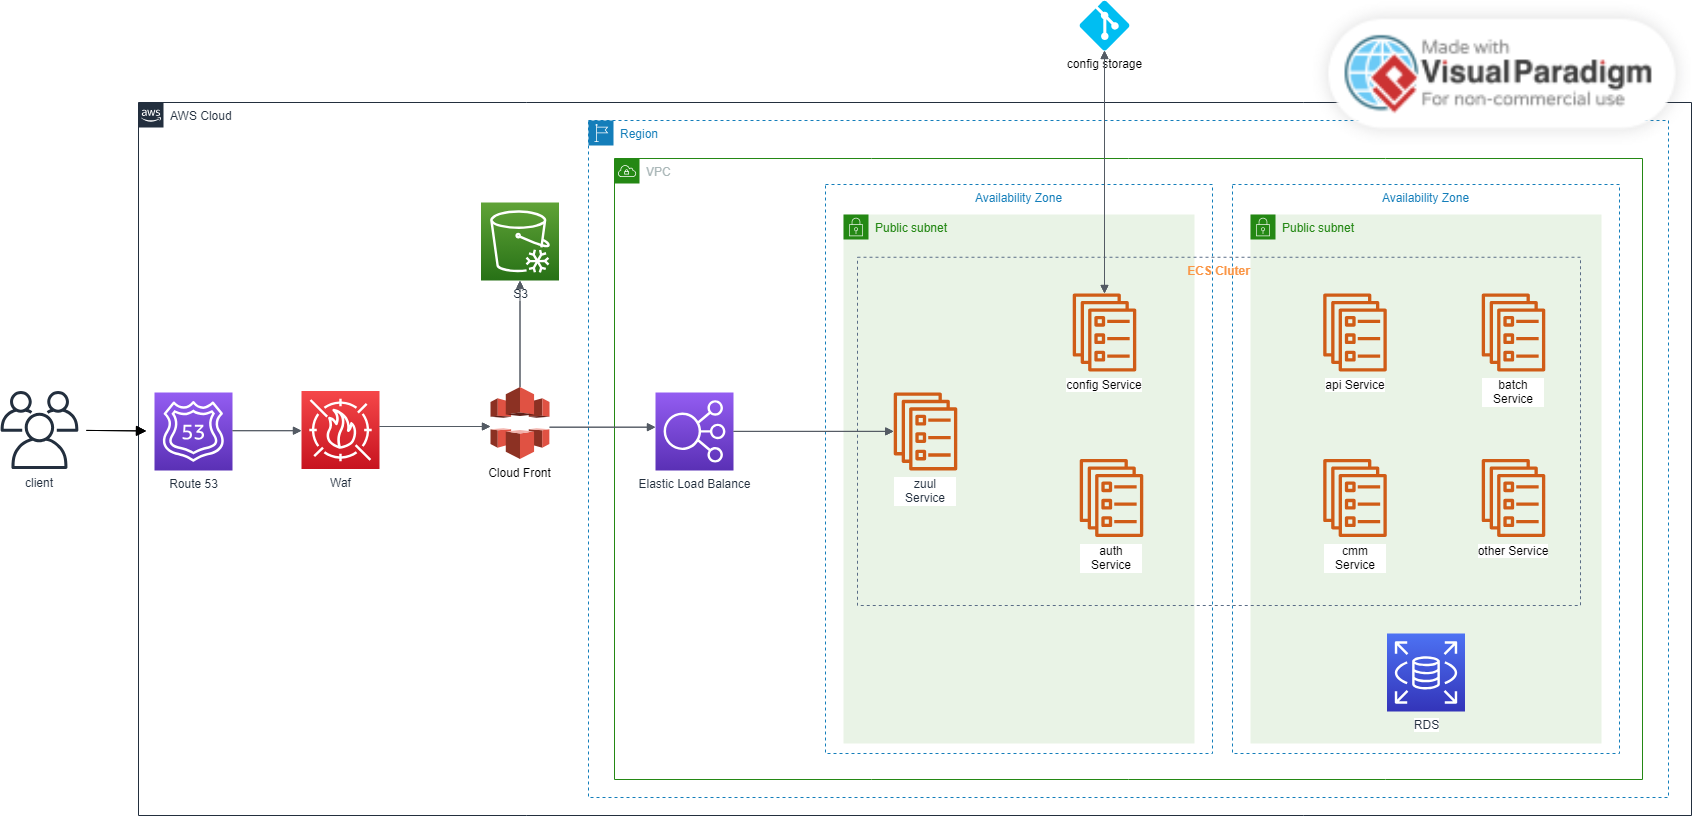 config storage
Made with
Visual Paradigm
For non-commercial use
aws
AWS Cloud
Region
VPC
Availability Zone
Availability Zone
Public subnet
Public subnet
ECS Cluter
S3
config Service
api Service
batch
Service
53
client
Route 53
Waf
Cloud Front
Elastic Load Balance
zuul
Service
auth
Service
cmm
Service
other Service
RDS